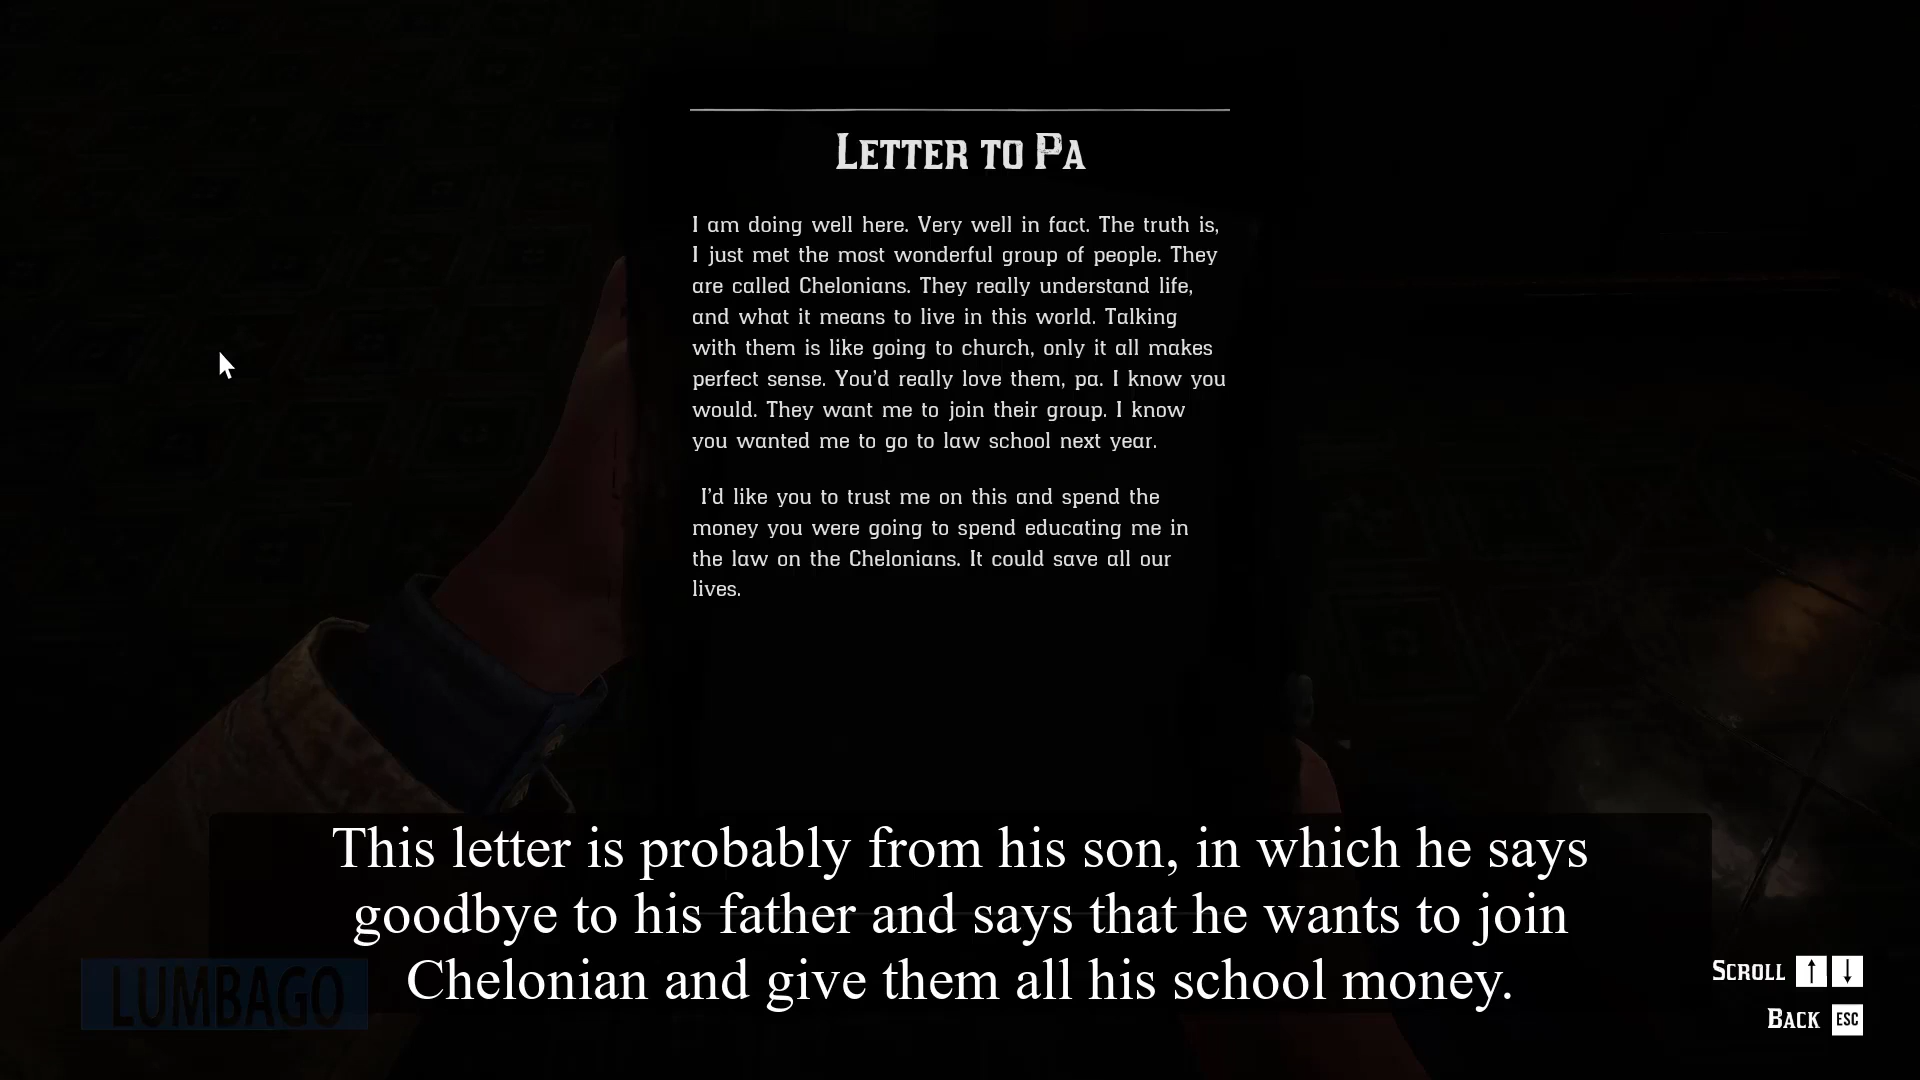 Letter to Pa
I am doing well here. Very well in fact. The truth is,
I just met the most wonderful group of people. They
are called Chelonians. They really understand life,
and what it means to live in this world. Talking
with them is like going to church, only it all makes
perfect sense. You'd really love them, pa. I know you
would. They want me to join their group. I know
you wanted me to go to law school next year.
I'd like you to trust me on this and spend the
money you were going to spend educating me in
the law on the Chelonians. It could save all our
lives.
This letter is probably from his son, in which he says
goodbye to his father and says that he wants to join
Chelonian and give them all his school money.
LUMBAGO
Scroll ↑ ↓
Back ESC